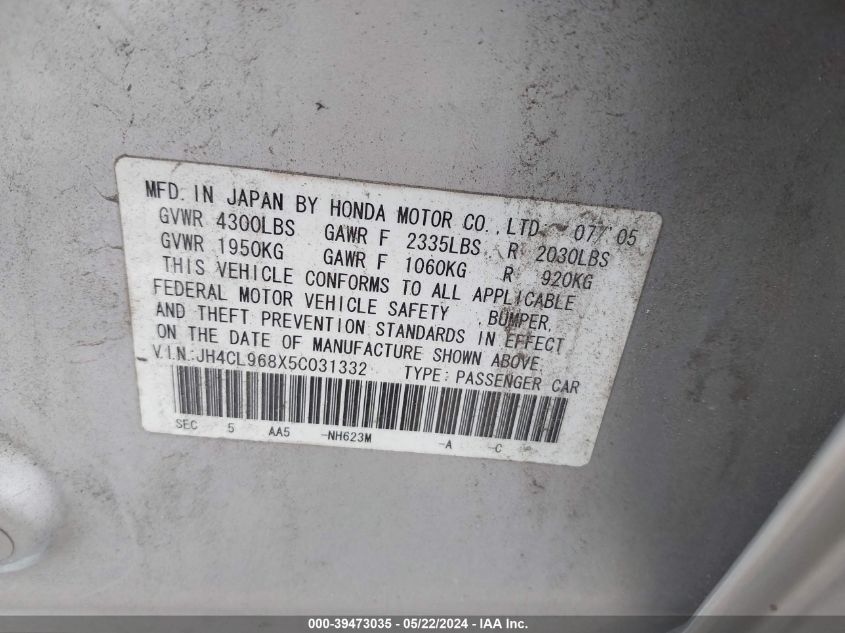 MFD. IN JAPAN BY HONDA MOTOR CO., LTD. 07/05
GVWR 4300LBS GAWR F 2335LBS R 2030LBS
GVWR 1950KG GAWR F 1060KG R 920KG
THIS VEHICLE CONFORMS TO ALL APPLICABLE
FEDERAL MOTOR VEHICLE SAFETY , BUMPER,
AND THEFT PREVENTION STANDARDS IN EFFECT
ON THE DATE OF MANUFACTURE SHOWN ABOVE.
V.I.N.:JH4CL968X5C031332 TYPE:PASSENGER CAR
SEC 5 AA5 -NH623M -A -C
000-39473035 - 05/22/2024 - IAA Inc.